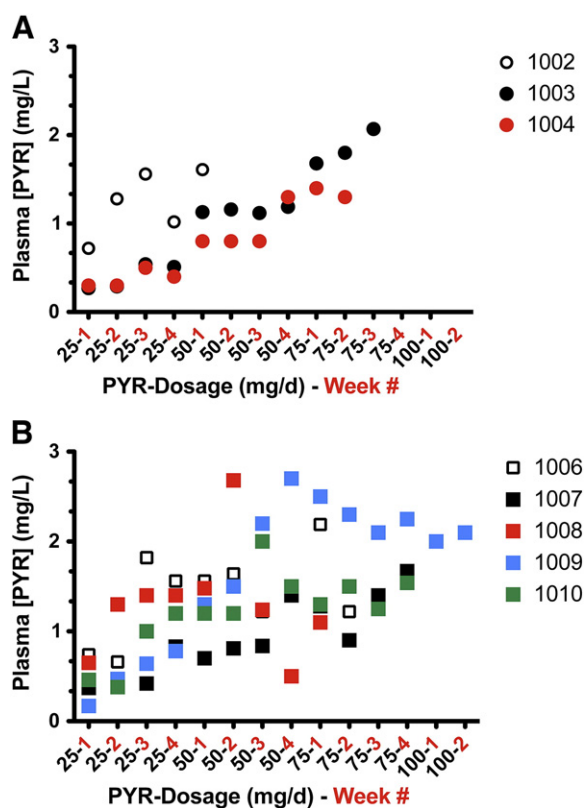 A
3
2
1
0
Plasma [PYR] (mg/L)
1002
1003
1004
25-1 25-2 25-3 25-4 50-1 50-2 50-3 50-4 75-1 75-2 75-3 75-4 100-1 100-2
PYR-Dosage (mg/d) - Week #
B
3
2
1
0
Plasma [PYR] (mg/L)
1006
1007
1008
1009
1010
25-1 25-2 25-3 25-4 50-1 50-2 50-3 50-4 75-1 75-2 75-3 75-4 100-1 100-2
PYR-Dosage (mg/d) - Week #